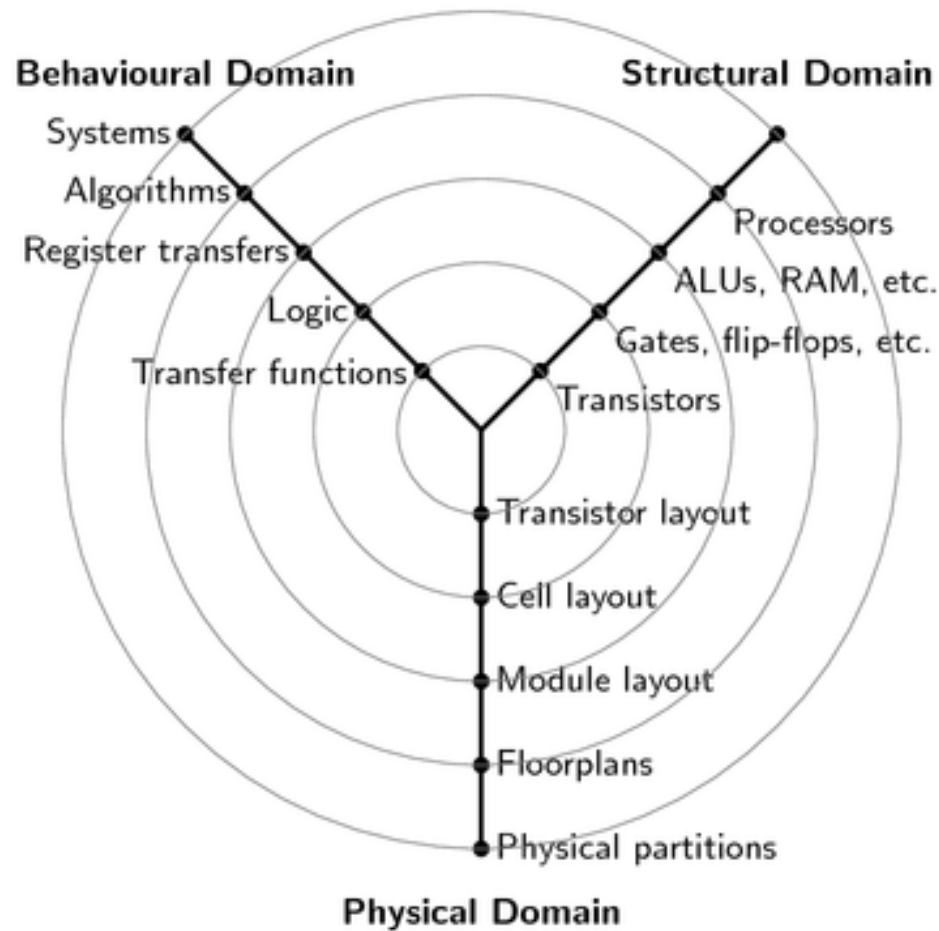 Behavioural Domain
Structural Domain
Systems
Algorithms
Processors
Register transfers
ALUs, RAM, etc.
Logic
Gates, flip-flops, etc.
Transfer functions
Transistors
Transistor layout
Cell layout
Module layout
Floorplans
Physical partitions
Physical Domain